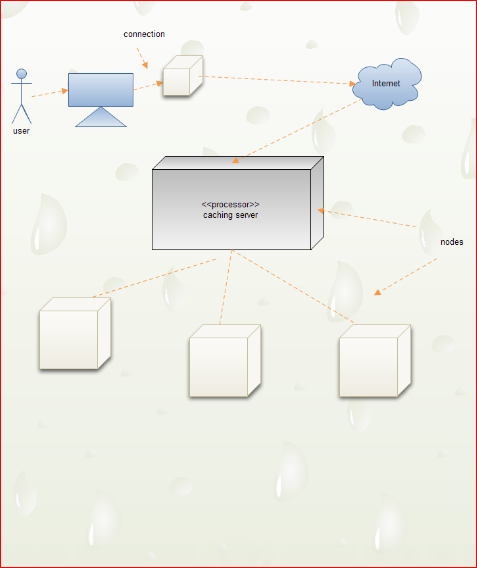 connection
Internet
user
<<processor>>
caching server
nodes